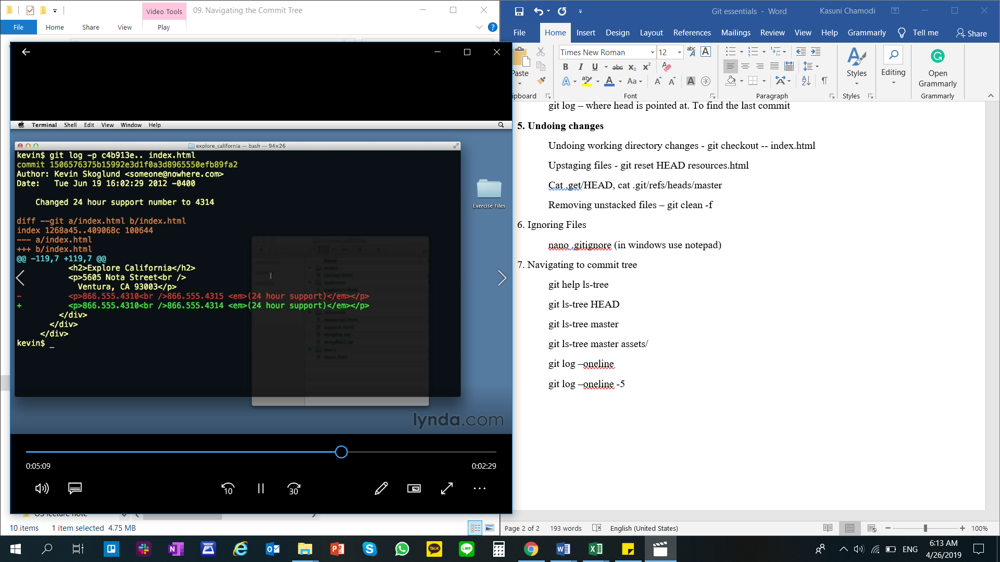 Video Tools
09. Navigating the Commit Tree
File
Home
Share
View
Play
Terminal
Shell
Edit
View
Window
Help
explore_california — bash — 94×26
kevin$ git log -p c4b913e.. index.html
commit 1506576375b15992e3d1f0a3d8965550efb89fa2
Author: Kevin Skoglund <someone@nowhere.com>
Date:   Tue Jun 19 16:02:29 2012 -0400
Changed 24 hour support number to 4314
diff --git a/index.html b/index.html
index 1268a45..409068c 100644
--- a/index.html
+++ b/index.html
@@ -119,7 +119,7 @@
<h2>Explore California</h2>
<p>5605 Nota Street<br />
Ventura, CA 93003</p>
- <p>866.555.4310<br />866.555.4315 <em>(24 hour support)</em></p>
+ <p>866.555.4310<br />866.555.4314 <em>(24 hour support)</em></p>
</div>
</div>
</div>
kevin$ _
Exercise Files
lynda.com
0:05:09
0:02:29
10
30
OS lecture note
10 items
1 item selected 4.75 MB
Git essentials - Word
Kasuni Chamodi
File
Home
Insert
Design
Layout
References
Mailings
Review
View
Help
Grammarly
Tell me
Share
Paste
Times New Roman
12
Styles
Editing
Open
Grammarly
Font
Paragraph
Styles
Grammarly
git log – where head is pointed at. To find the last commit
5. Undoing changes
Undoing working directory changes - git checkout -- index.html
Upstaging files - git reset HEAD resources.html
Cat .get/HEAD, cat .git/refs/heads/master
Removing unstacked files – git clean -f
6. Ignoring Files
nano .gitignore (in windows use notepad)
7. Navigating to commit tree
git help ls-tree
git ls-tree HEAD
git ls-tree master
git ls-tree master assets/
git log –oneline
git log –oneline -5
Page 2 of 2
193 words
English (United States)
100%
ENG
6:13 AM
4/26/2019